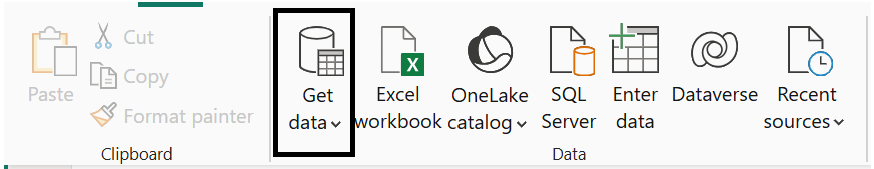 Paste
Cut
Copy
Format painter
Clipboard
Get
data
Excel
workbook
OneLake
catalog
SQL
Server
Enter
data
Dataverse
Recent
sources
Data